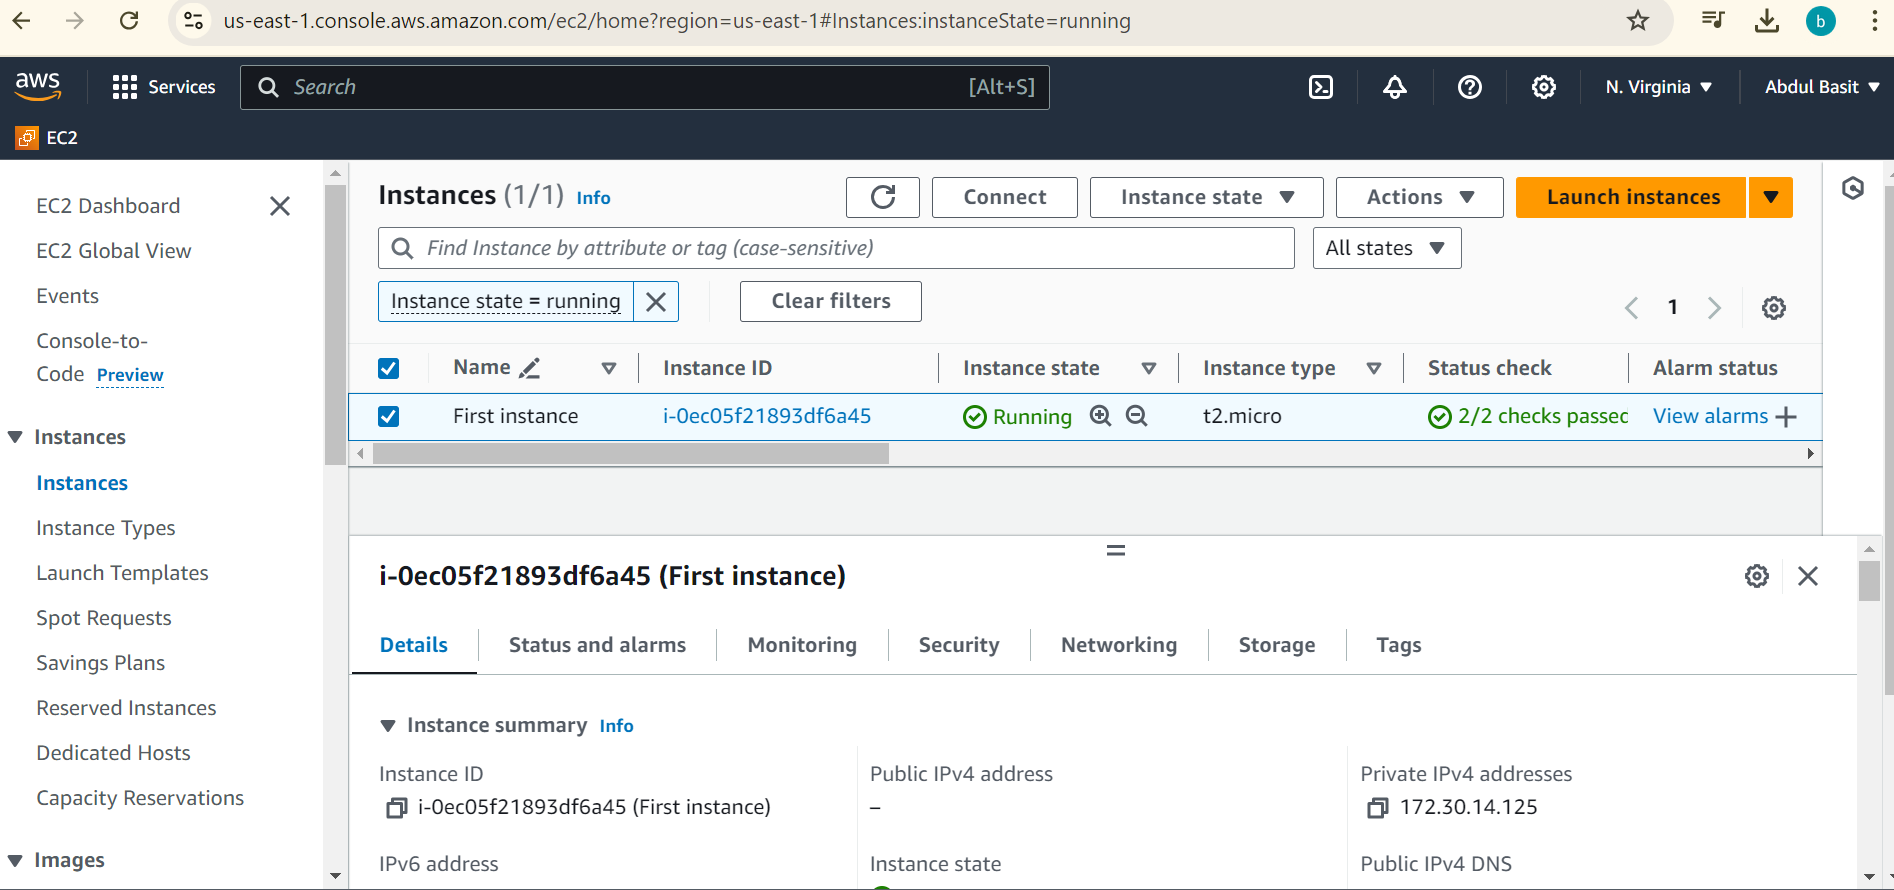 us-east-1.console.aws.amazon.com/ec2/home?region=us-east-1#Instances:instanceState=running
b
aws
Services
Search
[Alt+S]
N. Virginia
Abdul Basit
EC2
EC2 Dashboard
EC2 Global View
Events
Console-to-
Code Preview
Instances
Instances
Instance Types
Launch Templates
Spot Requests
Savings Plans
Reserved Instances
Dedicated Hosts
Capacity Reservations
Images
Instances (1/1) Info
Connect
Instance state
Actions
Launch instances
Find Instance by attribute or tag (case-sensitive)
All states
Instance state = running
Clear filters
1
Name
Instance ID
Instance state
Instance type
Status check
Alarm status
First instance
i-0ec05f21893df6a45
Running
t2.micro
2/2 checks passec
View alarms
i-0ec05f21893df6a45 (First instance)
Details
Status and alarms
Monitoring
Security
Networking
Storage
Tags
Instance summary Info
Instance ID
i-0ec05f21893df6a45 (First instance)
Public IPv4 address
–
Private IPv4 addresses
172.30.14.125
IPv6 address
Instance state
Public IPv4 DNS